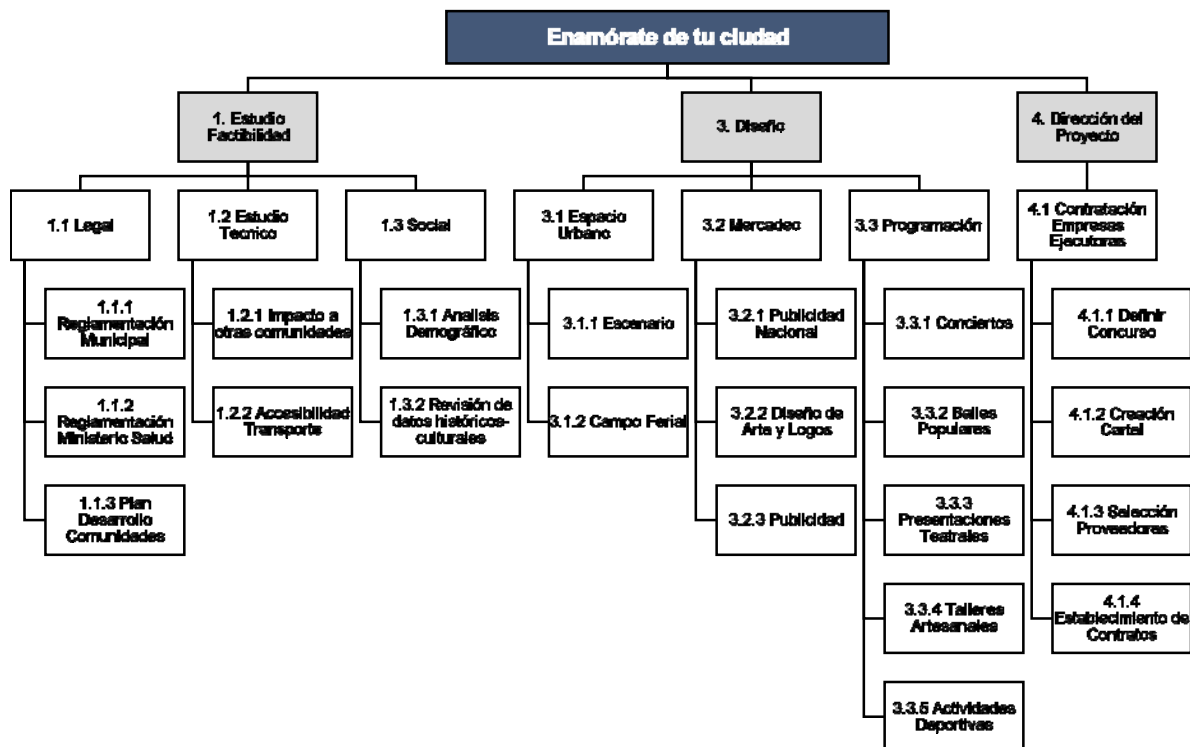 Enamórate de tu ciudad
1. Estudio
Factibilidad
3. Diseño
4. Dirección del
Proyecto
1.1 Legal
1.2 Estudio
Tecnico
1.3 Social
3.1 Espacio
Urbano
3.2 Mercadeo
3.3 Programación
4.1 Contratación
Empresas
Ejecutoras
1.1.1
Reglamentación
Municipal
1.2.1 Impacto a
otras comunidades
1.3.1 Analisis
Demográfico
3.1.1 Escenario
3.2.1 Publicidad
Nacional
3.3.1 Conciertos
4.1.1 Definir
Concurso
1.1.2
Reglamentación
Ministerio Salud
1.2.2 Accesibilidad
Transporte
1.3.2 Revisión de
datos históricos-
culturales
3.1.2 Campo Ferial
3.2.2 Diseño de
Arte y Logos
3.3.2 Bailes
Populares
4.1.2 Creación
Cartel
1.1.3 Plan
Desarrollo
Comunidades
3.2.3 Publicidad
3.3.3
Presentaciones
Teatrales
4.1.3 Selección
Proveedores
3.3.4 Talleres
Artesanales
4.1.4
Establecimiento de
Contratos
3.3.5 Actividades
Deportivas